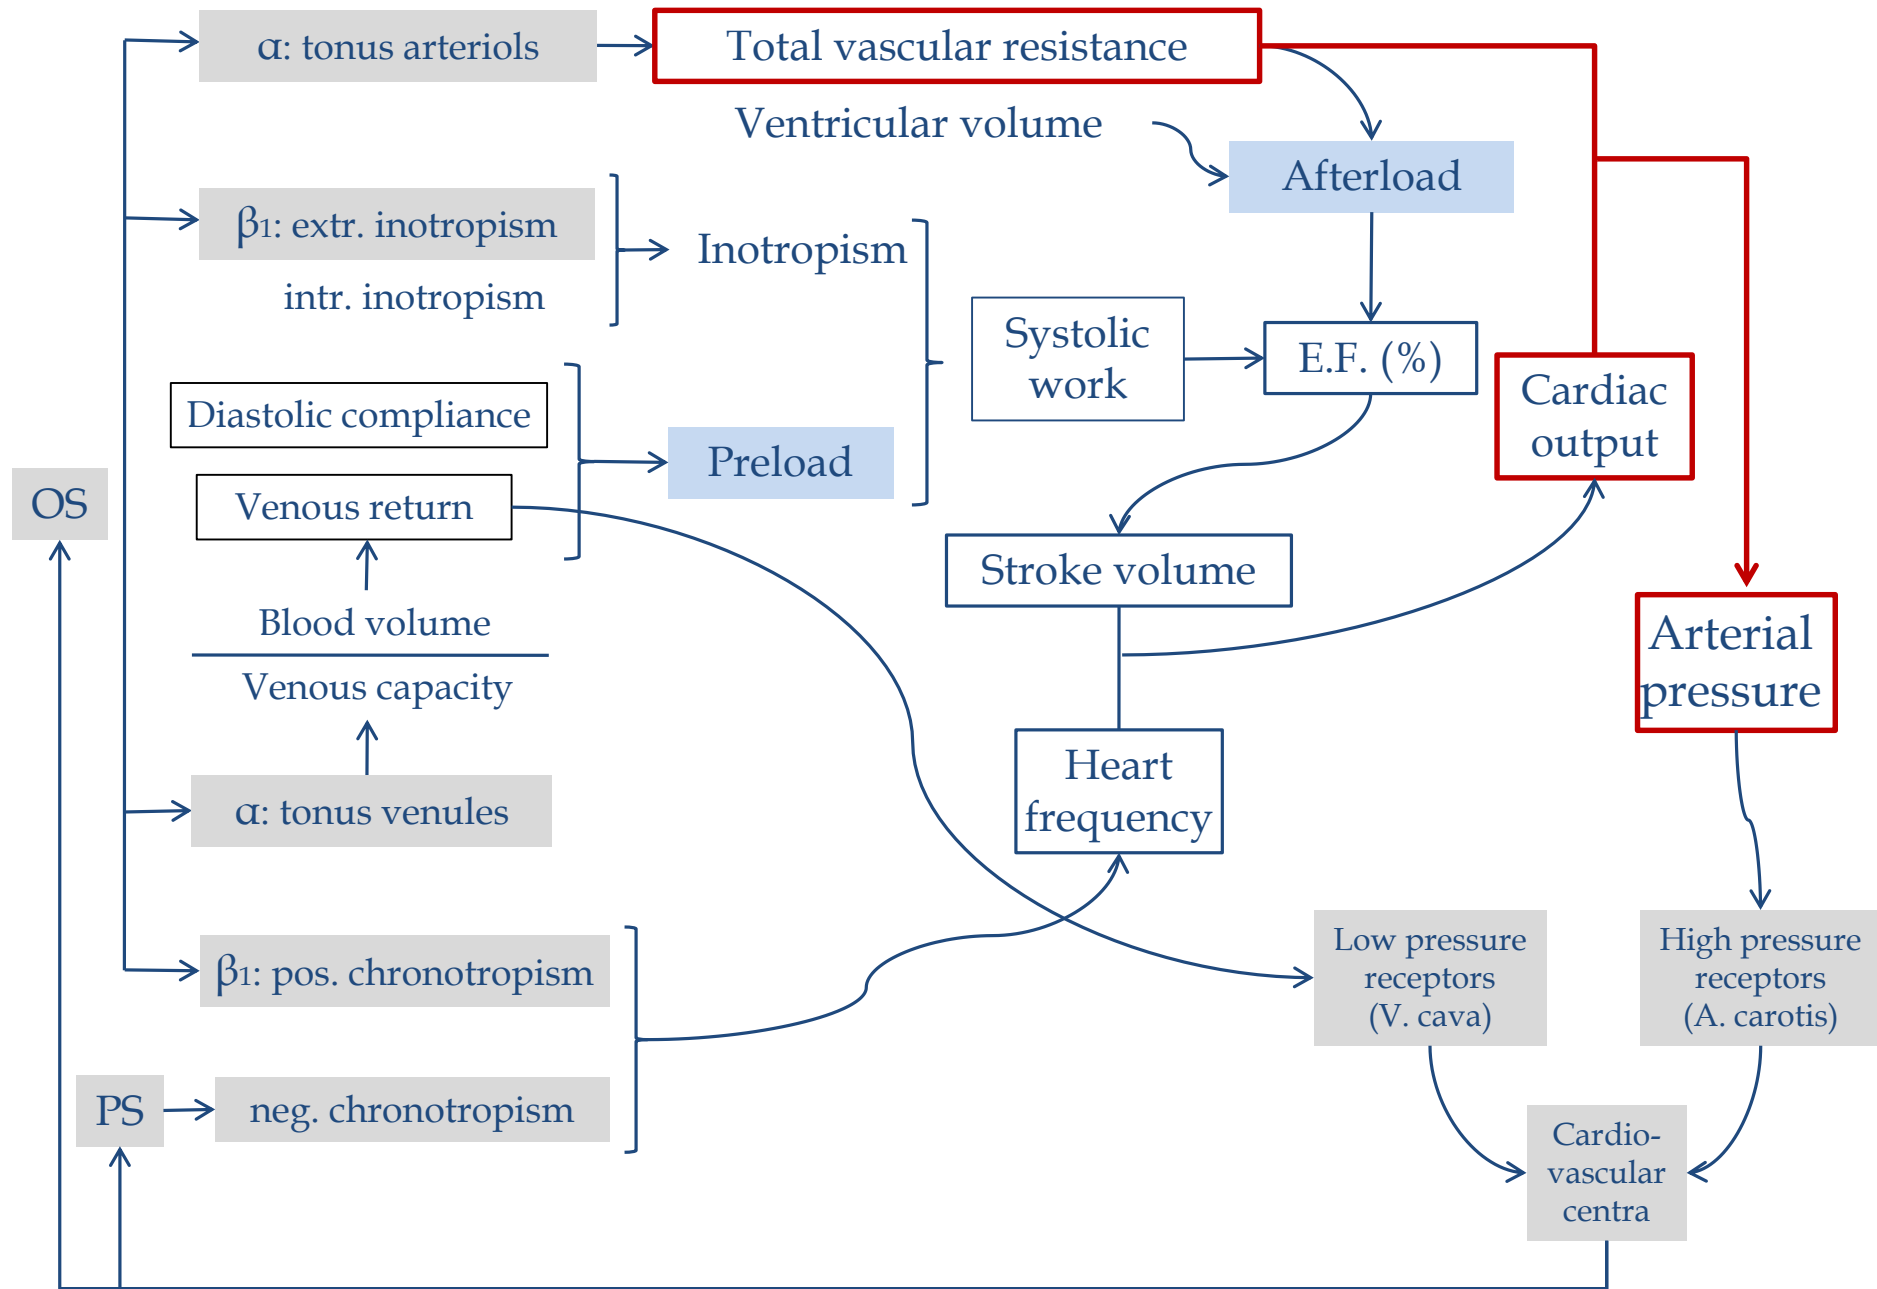 α: tonus arteriols
Total vascular resistance
Ventricular volume
Afterload
β1: extr. inotropism
Inotropism
intr. inotropism
Systolic
work
E.F. (%)
Cardiac
output
Diastolic compliance
Preload
OS
Venous return
Stroke volume
Blood volume
Venous capacity
Arterial
pressure
Heart
frequency
α: tonus venules
β1: pos. chronotropism
Low pressure
receptors
(V. cava)
High pressure
receptors
(A. carotis)
PS
neg. chronotropism
Cardio-
vascular
centra